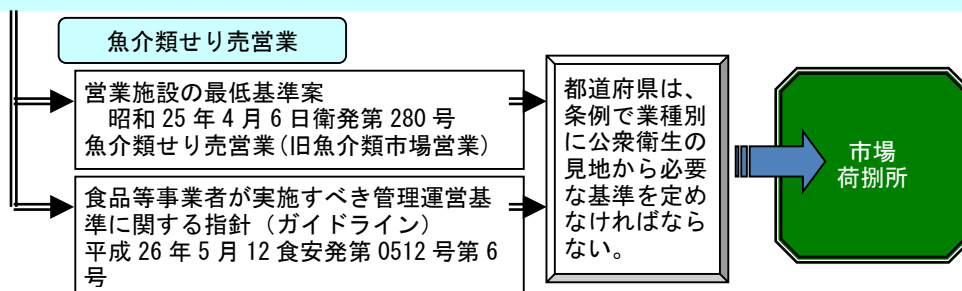 魚介類せり売営業
営業施設の最低基準案
昭和 25 年 4 月 6 日衛発第 280 号
魚介類せり売営業(旧魚介類市場営業)
食品等事業者が実施すべき管理運営基
準に関する指針（ガイドライン）
平成 26 年 5 月 12 食安発第 0512 号第 6
号
都道府県は、
条例で業種別
に公衆衛生の
見地から必要
な基準を定め
なければなら
ない。
市場
荷捌所